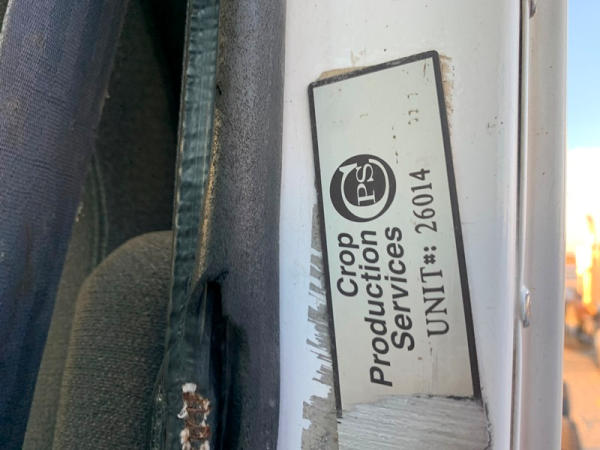 CPS
Crop
Production
Services
UNIT#: 26014